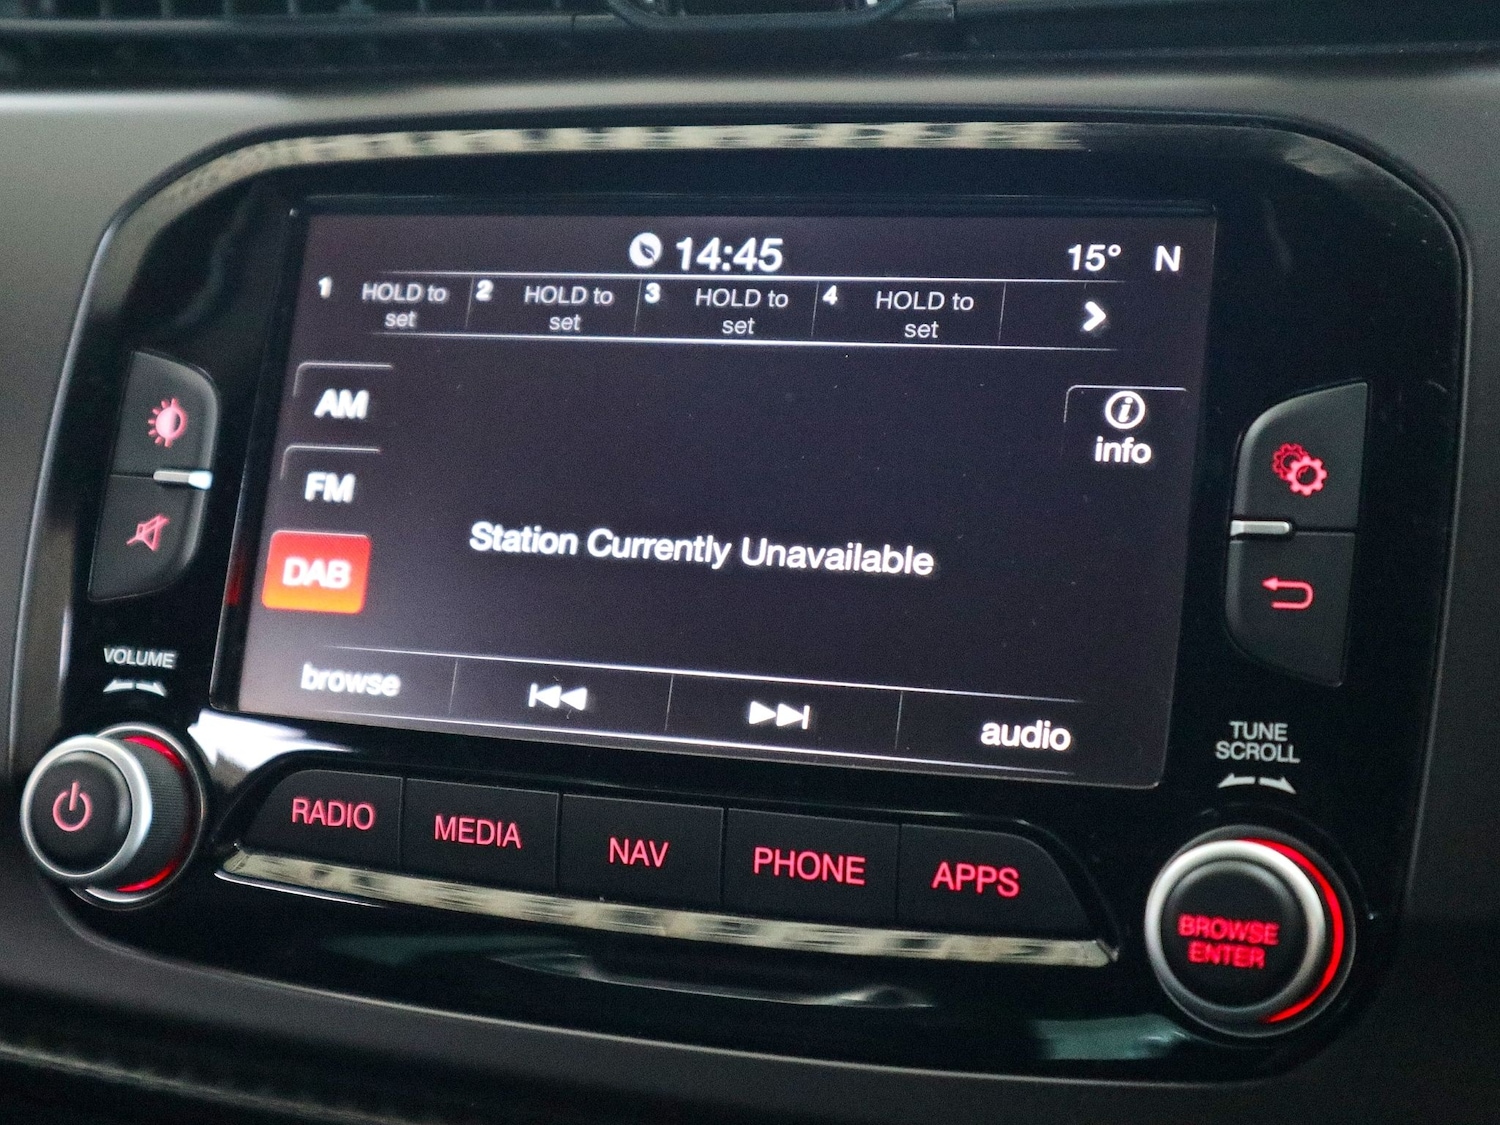 14:45
15° N
1 HOLD to set
2 HOLD to set
3 HOLD to set
4 HOLD to set
AM
i
info
FM
Station Currently Unavailable
DAB
browse
audio
VOLUME
TUNE
SCROLL
RADIO
MEDIA
NAV
PHONE
APPS
BROWSE
ENTER